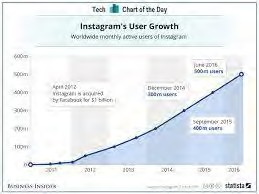 Tech Chart of the Day
Instagram's User Growth
Worldwide monthly active users of Instagram
600m
500m
400m
300m
200m
100m
0
April 2012
Instagram is acquired
by Facebook for $1 billion
December 2014
300m users
June 2016
500m users
September 2015
400m users
2011
2012
2013
2014
2015
2016
BUSINESS INSIDER
statista